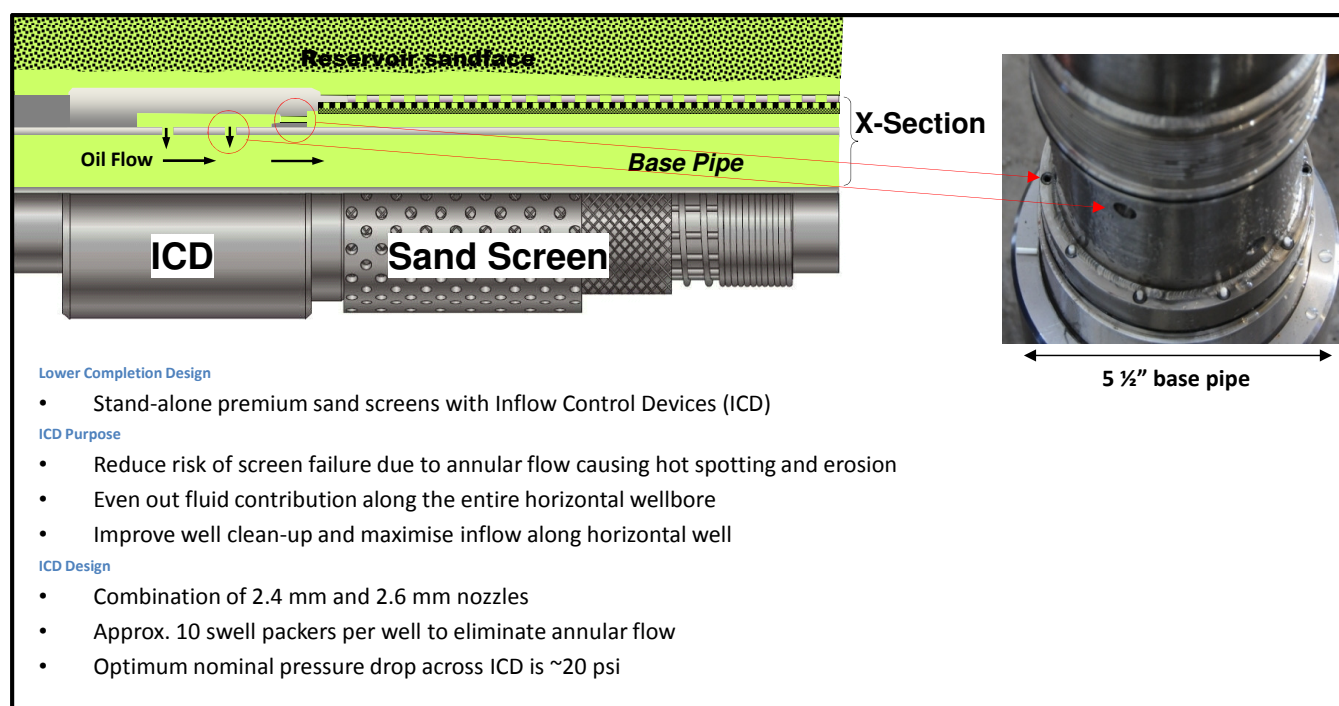 Reservoir sandface
X-Section
Oil Flow
Base Pipe
ICD
Sand Screen
5 ½” base pipe
Lower Completion Design
• Stand-alone premium sand screens with Inflow Control Devices (ICD)
ICD Purpose
• Reduce risk of screen failure due to annular flow causing hot spotting and erosion
• Even out fluid contribution along the entire horizontal wellbore
• Improve well clean-up and maximise inflow along horizontal well
ICD Design
• Combination of 2.4 mm and 2.6 mm nozzles
• Approx. 10 swell packers per well to eliminate annular flow
• Optimum nominal pressure drop across ICD is ~20 psi